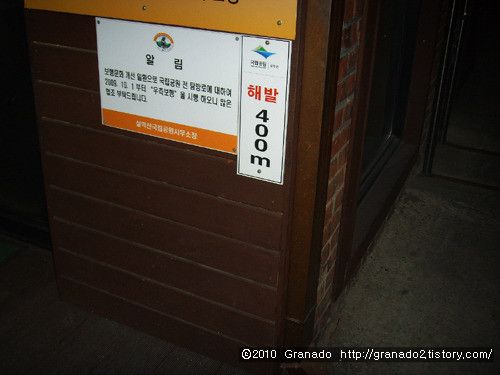 알 림
보행문화 개선 일환으로 국립공원 전 탐방로에 대하여
2009. 10. 1 부터 "우측보행" 을 시행 하오니 많은
협조 부탁드립니다.
설악산국립공원사무소장
국립공원
해발
400m
©2010 Granado http://granado2.tistory.com/